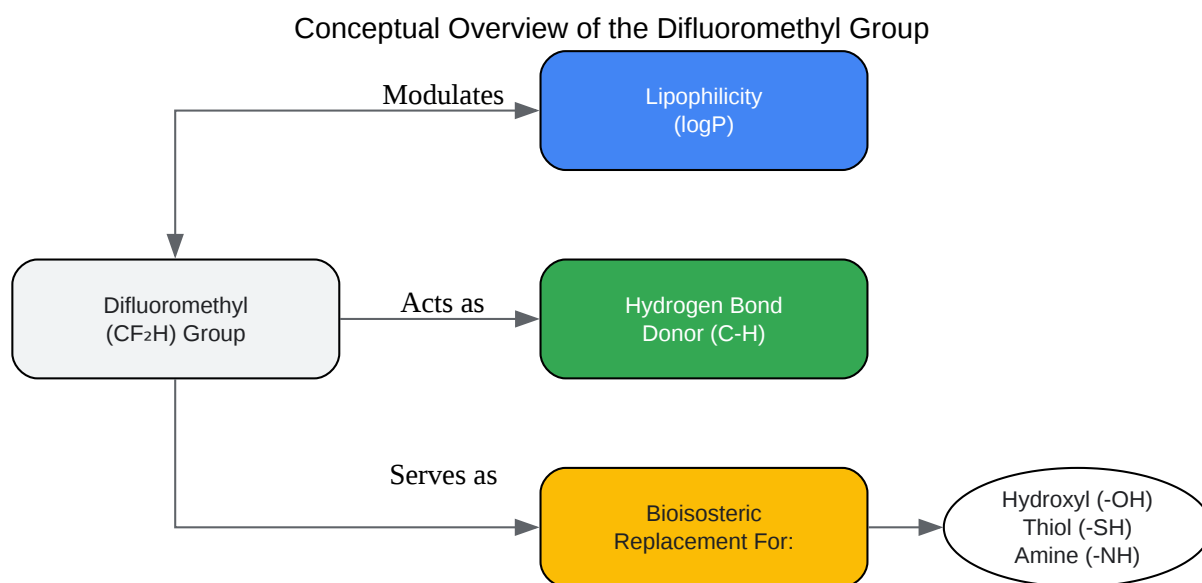 Conceptual Overview of the Difluoromethyl Group
Modulates
Lipophilicity
(logP)
Difluoromethyl
(CF₂H) Group
Acts as
Hydrogen Bond
Donor (C-H)
Serves as
Bioisosteric
Replacement For:
Hydroxyl (-OH)
Thiol (-SH)
Amine (-NH)